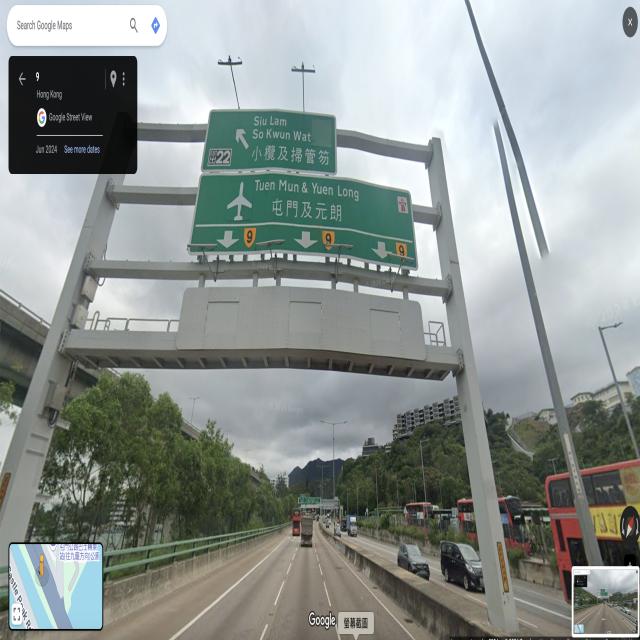 Search Google Maps
9
Hong Kong
Google Street View
Jun 2024 See more dates
Siu Lam
So Kwun Wat
小欖及掃管笏
22
Tuen Mun & Yuen Long
屯門及元朗
9 9 9
Castle Peak R
Google
螢幕截圖